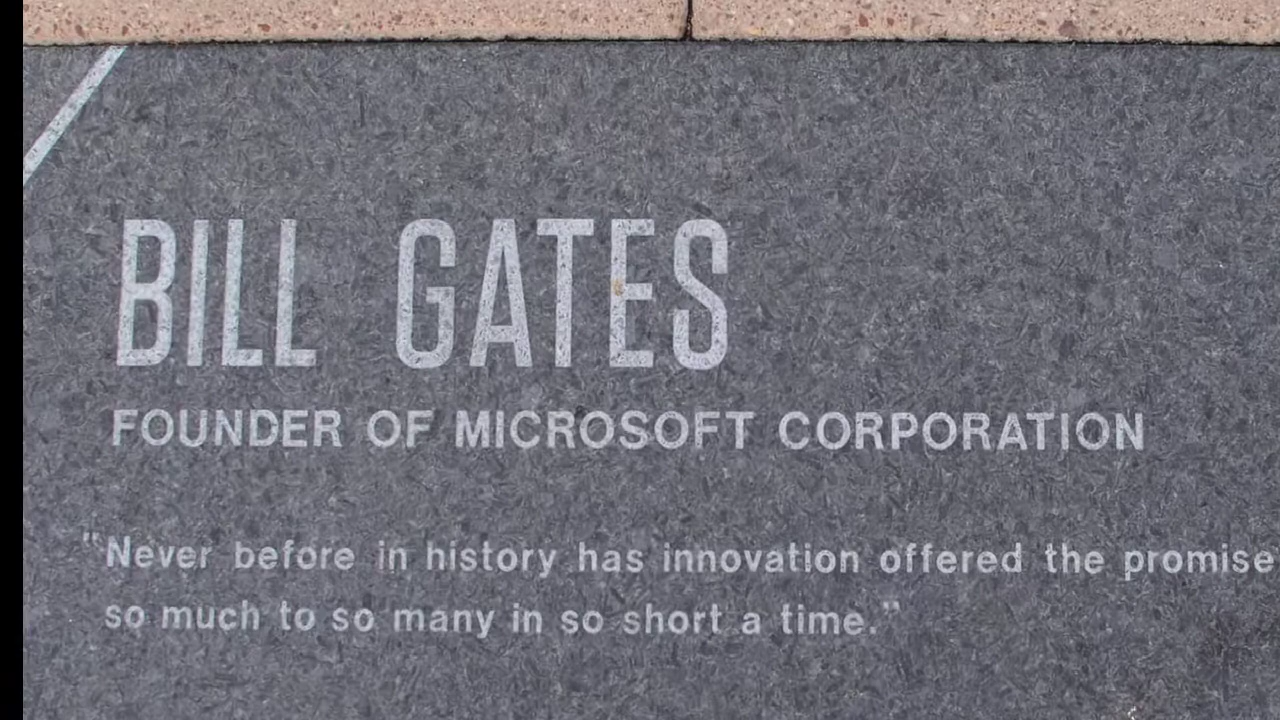 BILL GATES
FOUNDER OF MICROSOFT CORPORATION
"Never before in history has innovation offered the promise
so much to so many in so short a time."